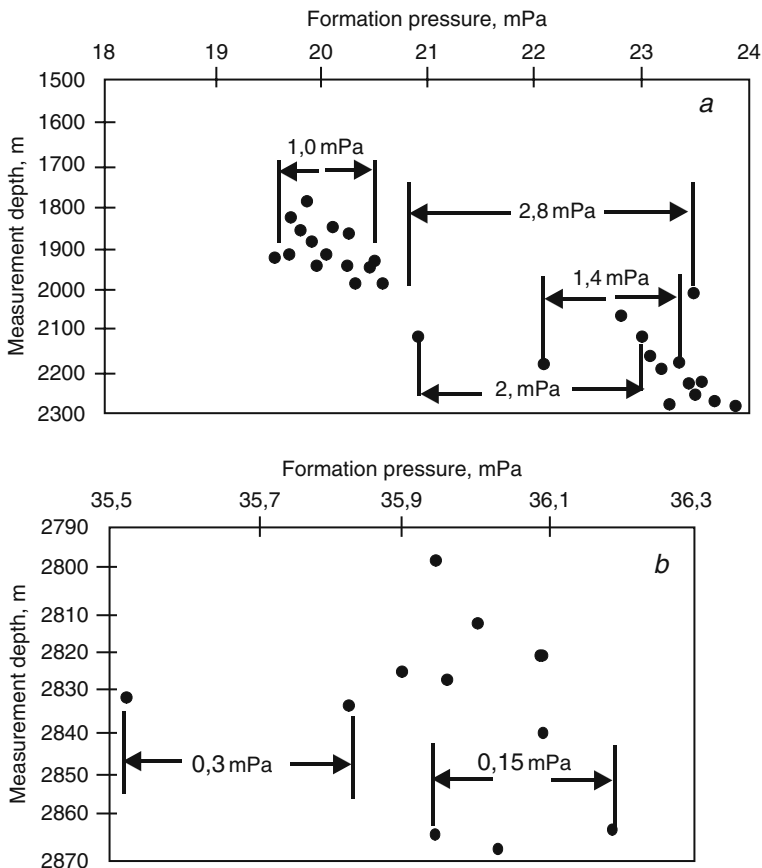 Formation pressure, mPa
18 19 20 21 22 23 24
Measurement depth, m
1500
a
1600
1,0 mPa
1700
1800
2,8 mPa
1900
1,4 mPa
2000
2100
2200
2, mPa
2300
Formation pressure, mPa
35,5 35,7 35,9 36,1 36,3
Measurement depth, m
2790
b
2800
2810
2820
2830
2840
0,3 mPa 0,15 mPa
2850
2860
2870